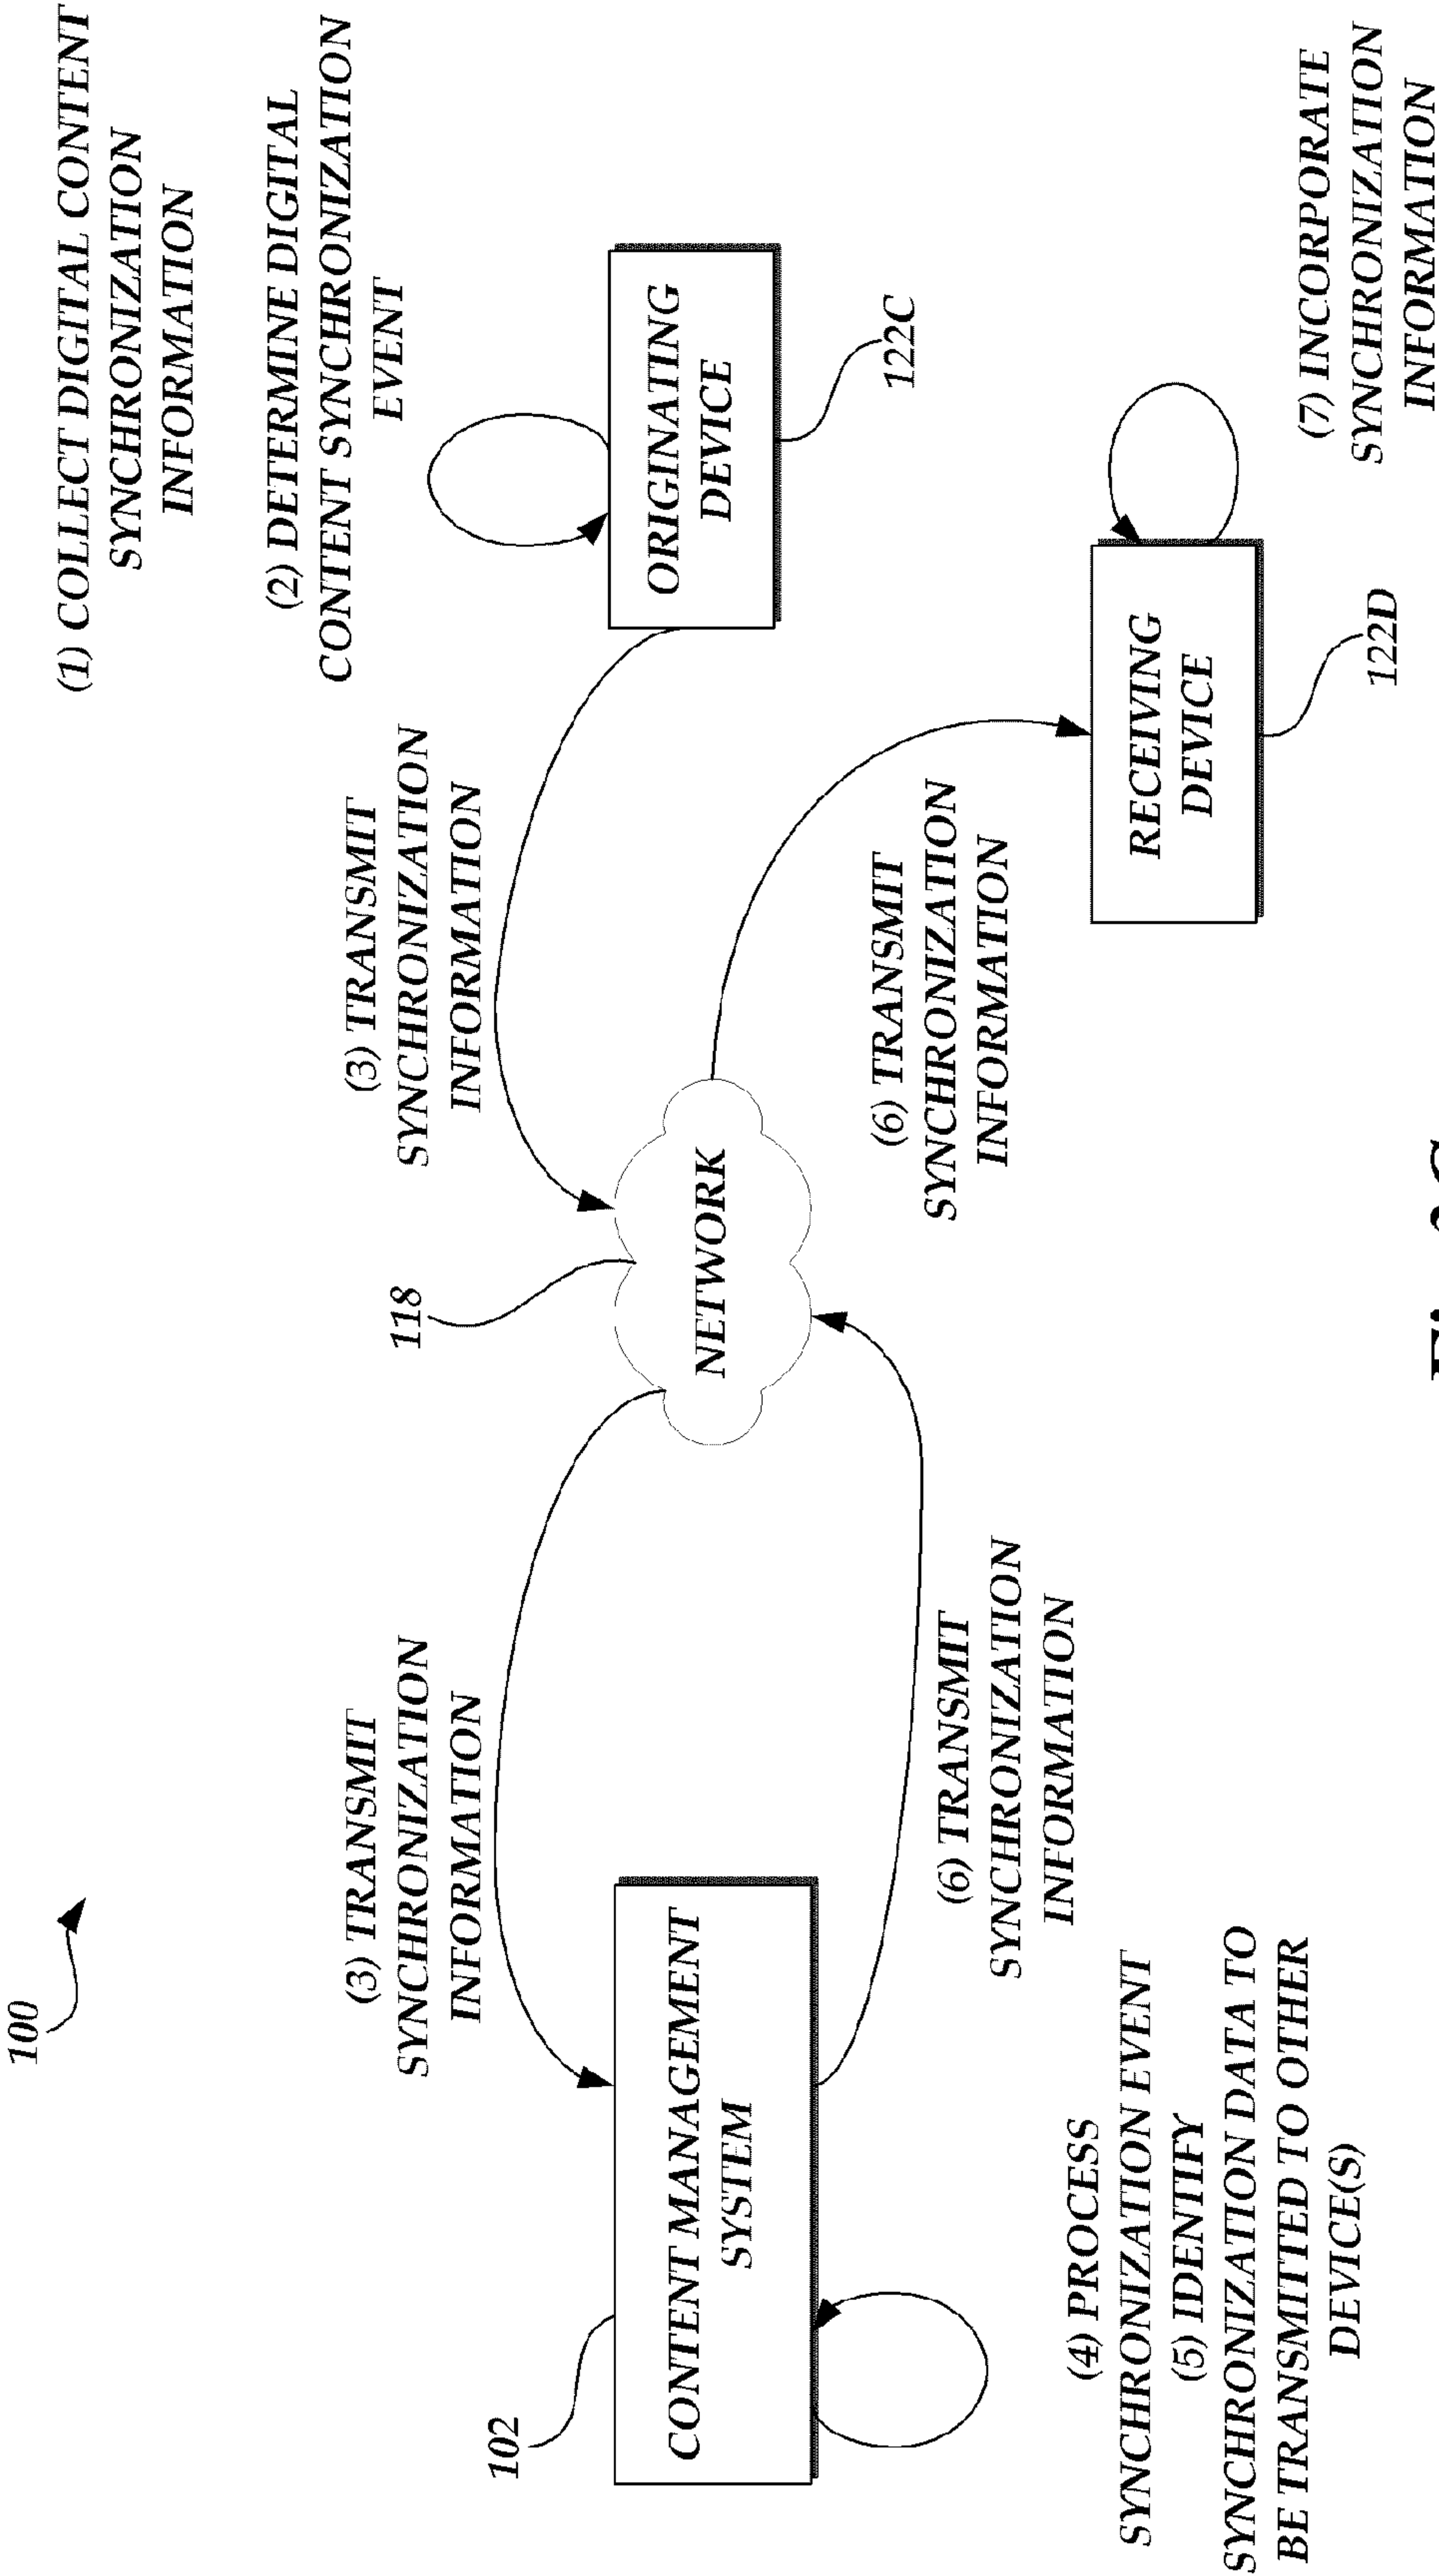 100
(1) COLLECT DIGITAL CONTENT
SYNCHRONIZATION
INFORMATION
(2) DETERMINE DIGITAL
CONTENT SYNCHRONIZATION
EVENT
(3) TRANSMIT
SYNCHRONIZATION
INFORMATION
118
(3) TRANSMIT
SYNCHRONIZATION
INFORMATION
102
CONTENT MANAGEMENT
SYSTEM
NETWORK
ORIGINATING
DEVICE
122C
(6) TRANSMIT
SYNCHRONIZATION
INFORMATION
(6) TRANSMIT
SYNCHRONIZATION
INFORMATION
RECEIVING
DEVICE
122D
(4) PROCESS
SYNCHRONIZATION EVENT
(5) IDENTIFY
SYNCHRONIZATION DATA TO
BE TRANSMITTED TO OTHER
DEVICE(S)
(7) INCORPORATE
SYNCHRONIZATION
INFORMATION